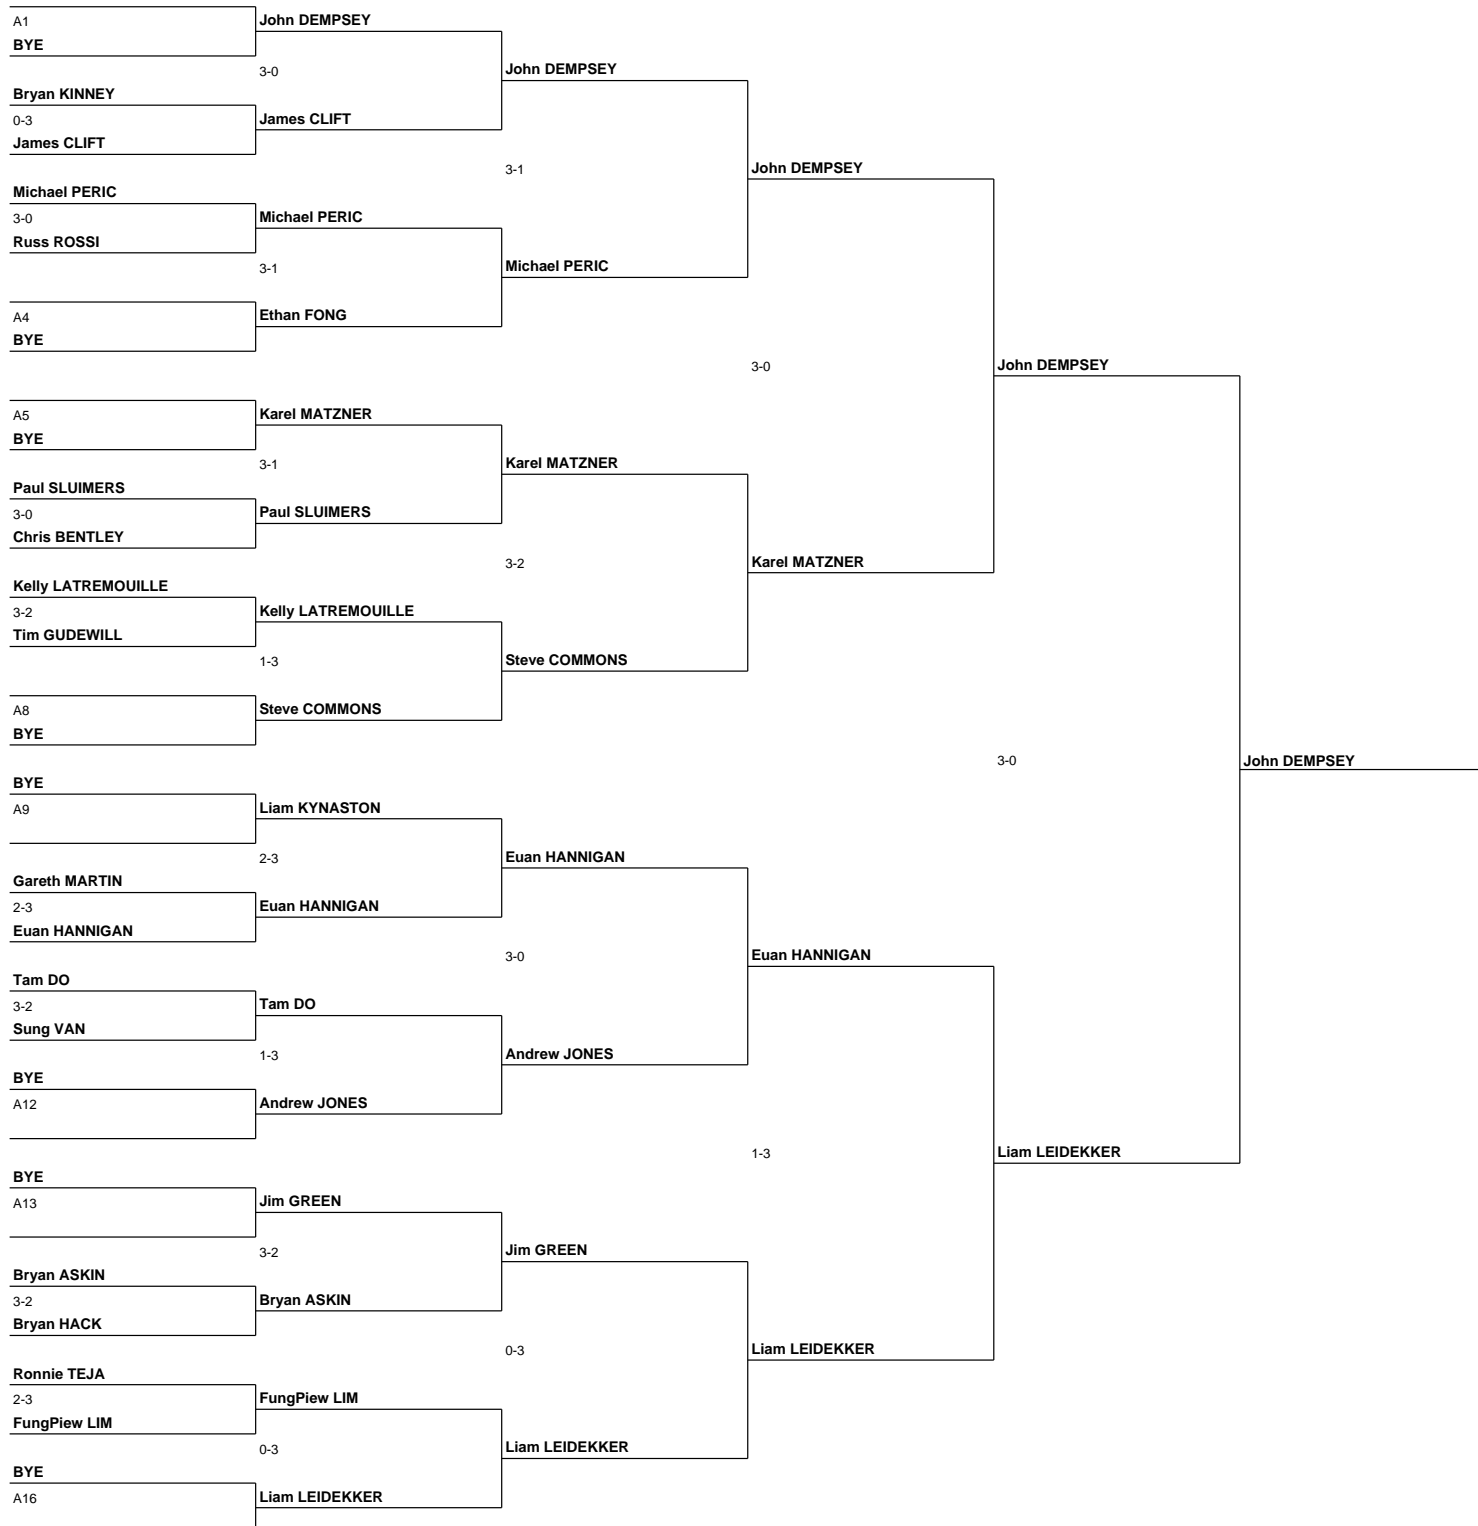 A1
BYE
Bryan KINNEY
0-3
James CLIFT
Michael PERIC
3-0
Russ ROSSI
A4
BYE
A5
BYE
Paul SLUIMERS
3-0
Chris BENTLEY
Kelly LATREMOUILLE
3-2
Tim GUDEWILL
A8
BYE
BYE
A9
Gareth MARTIN
2-3
Euan HANNIGAN
Tam DO
3-2
Sung VAN
BYE
A12
BYE
A13
Bryan ASKIN
3-2
Bryan HACK
Ronnie TEJA
2-3
FungPiew LIM
BYE
A16
John DEMPSEY
3-0
James CLIFT
Michael PERIC
3-1
Ethan FONG
Karel MATZNER
3-1
Paul SLUIMERS
Kelly LATREMOUILLE
1-3
Steve COMMONS
Liam KYNASTON
2-3
Euan HANNIGAN
Tam DO
1-3
Andrew JONES
Jim GREEN
3-2
Bryan ASKIN
FungPiew LIM
0-3
Liam LEIDEKKER
John DEMPSEY
3-1
Michael PERIC
Karel MATZNER
3-2
Steve COMMONS
Euan HANNIGAN
3-0
Andrew JONES
Jim GREEN
0-3
Liam LEIDEKKER
John DEMPSEY
3-0
Karel MATZNER
Euan HANNIGAN
1-3
Liam LEIDEKKER
John DEMPSEY
3-0
Liam LEIDEKKER
John DEMPSEY